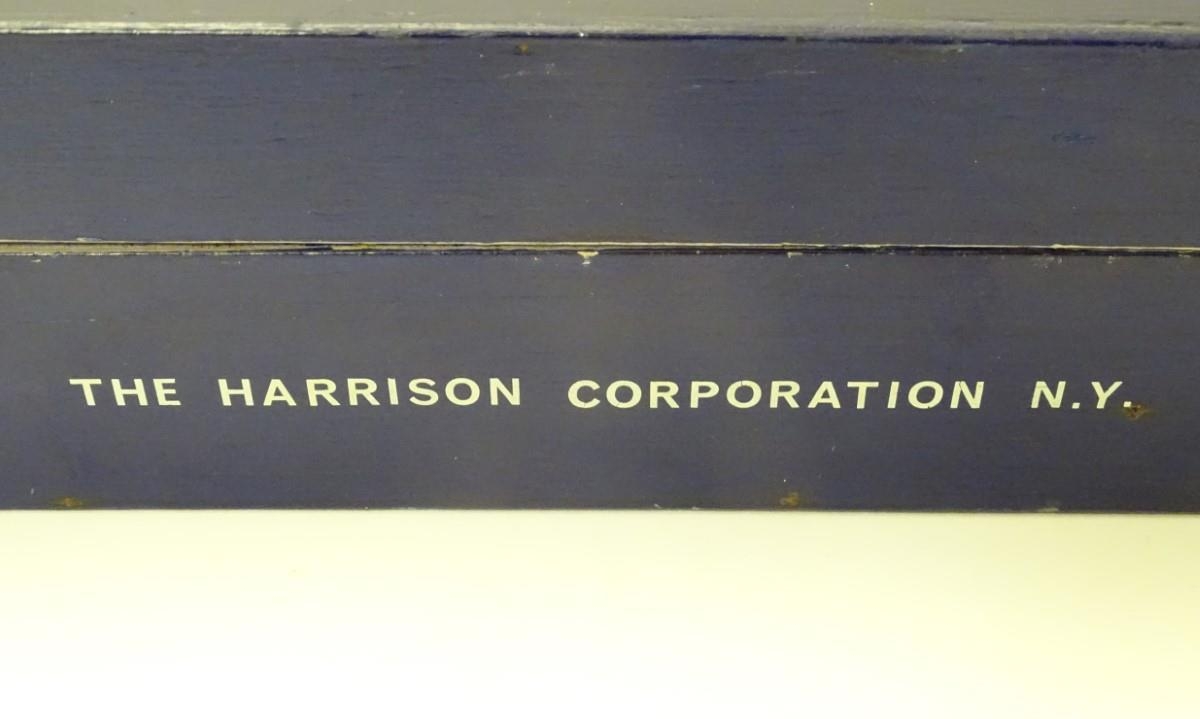 THE HARRISON CORPORATION N.Y.